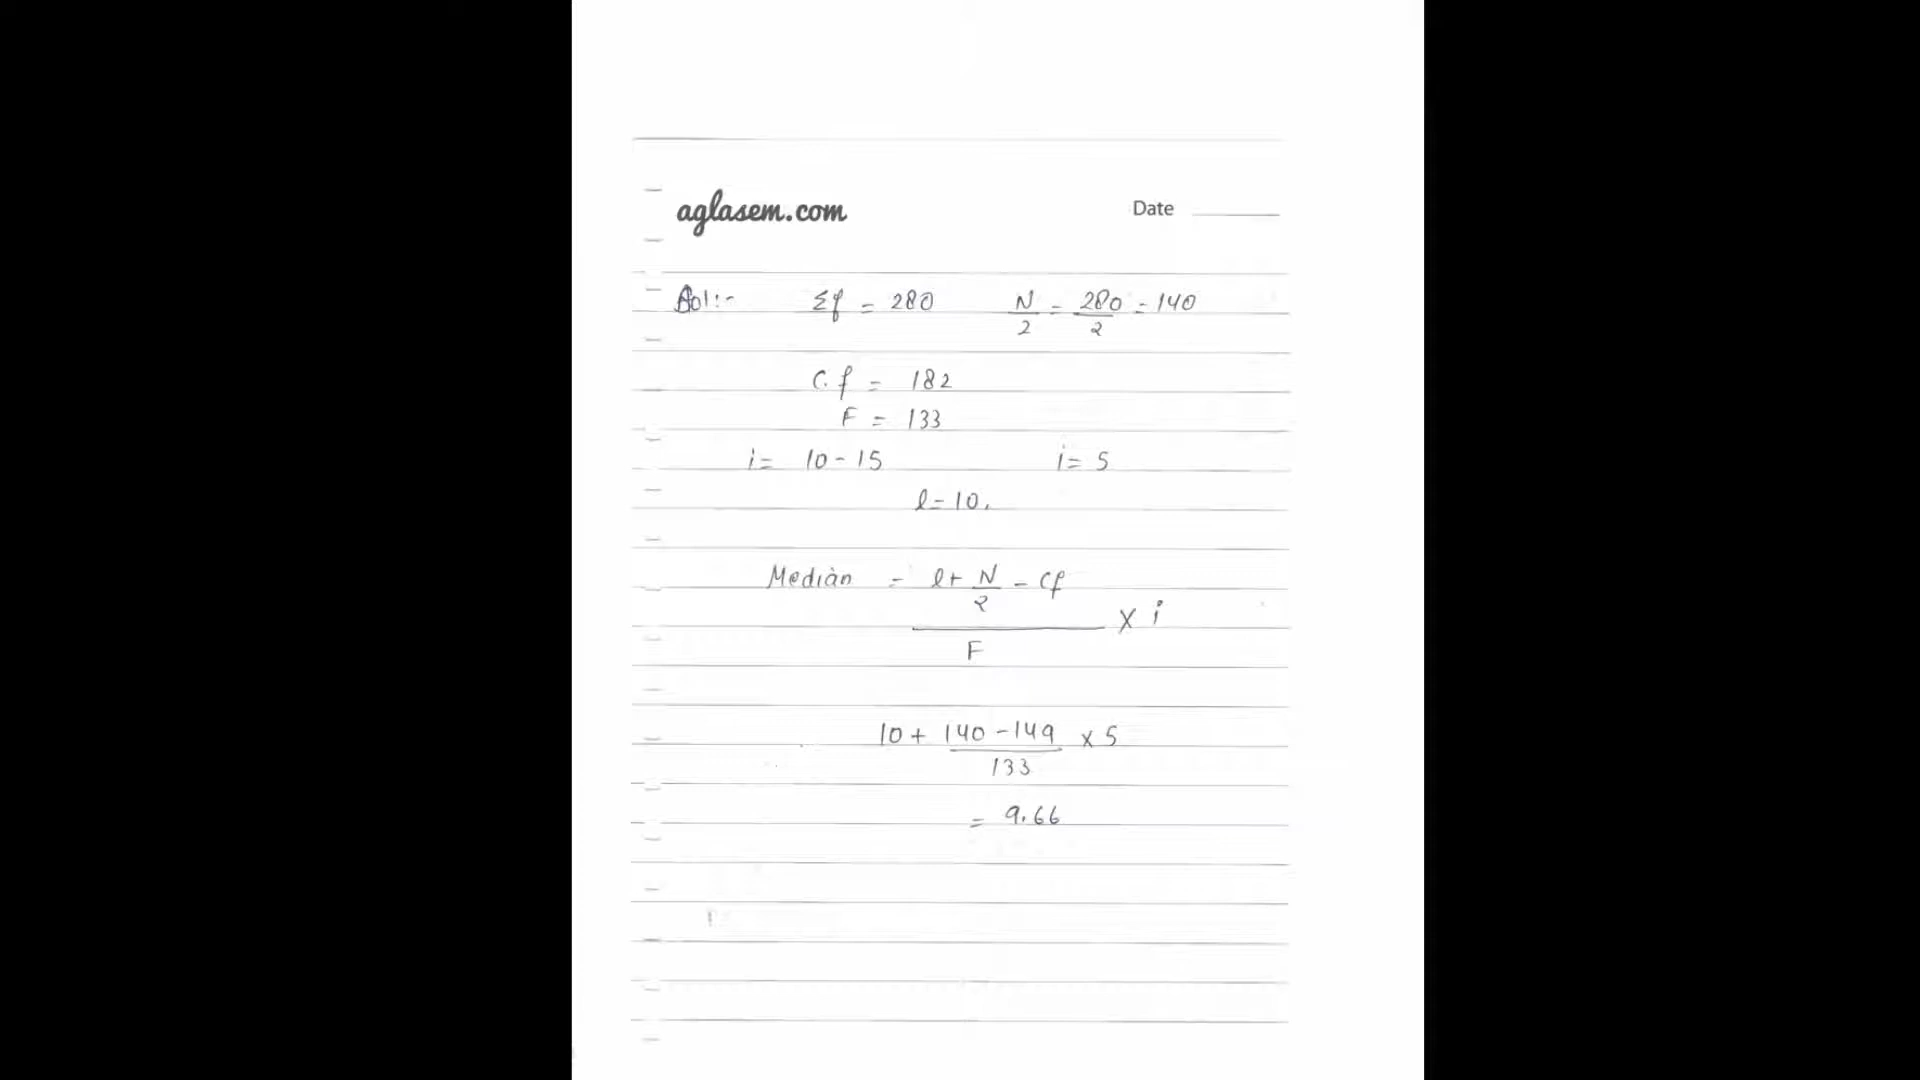 aglasem.com Date
Sol:- Σf = 280 N/2 = 280/2 = 140
C.f = 182
F = 133
i = 10 - 15 i = 5
l = 10.
Median = l + N/2 - Cf
× i
F
10 + 140 - 149 × 5
133
= 9.66